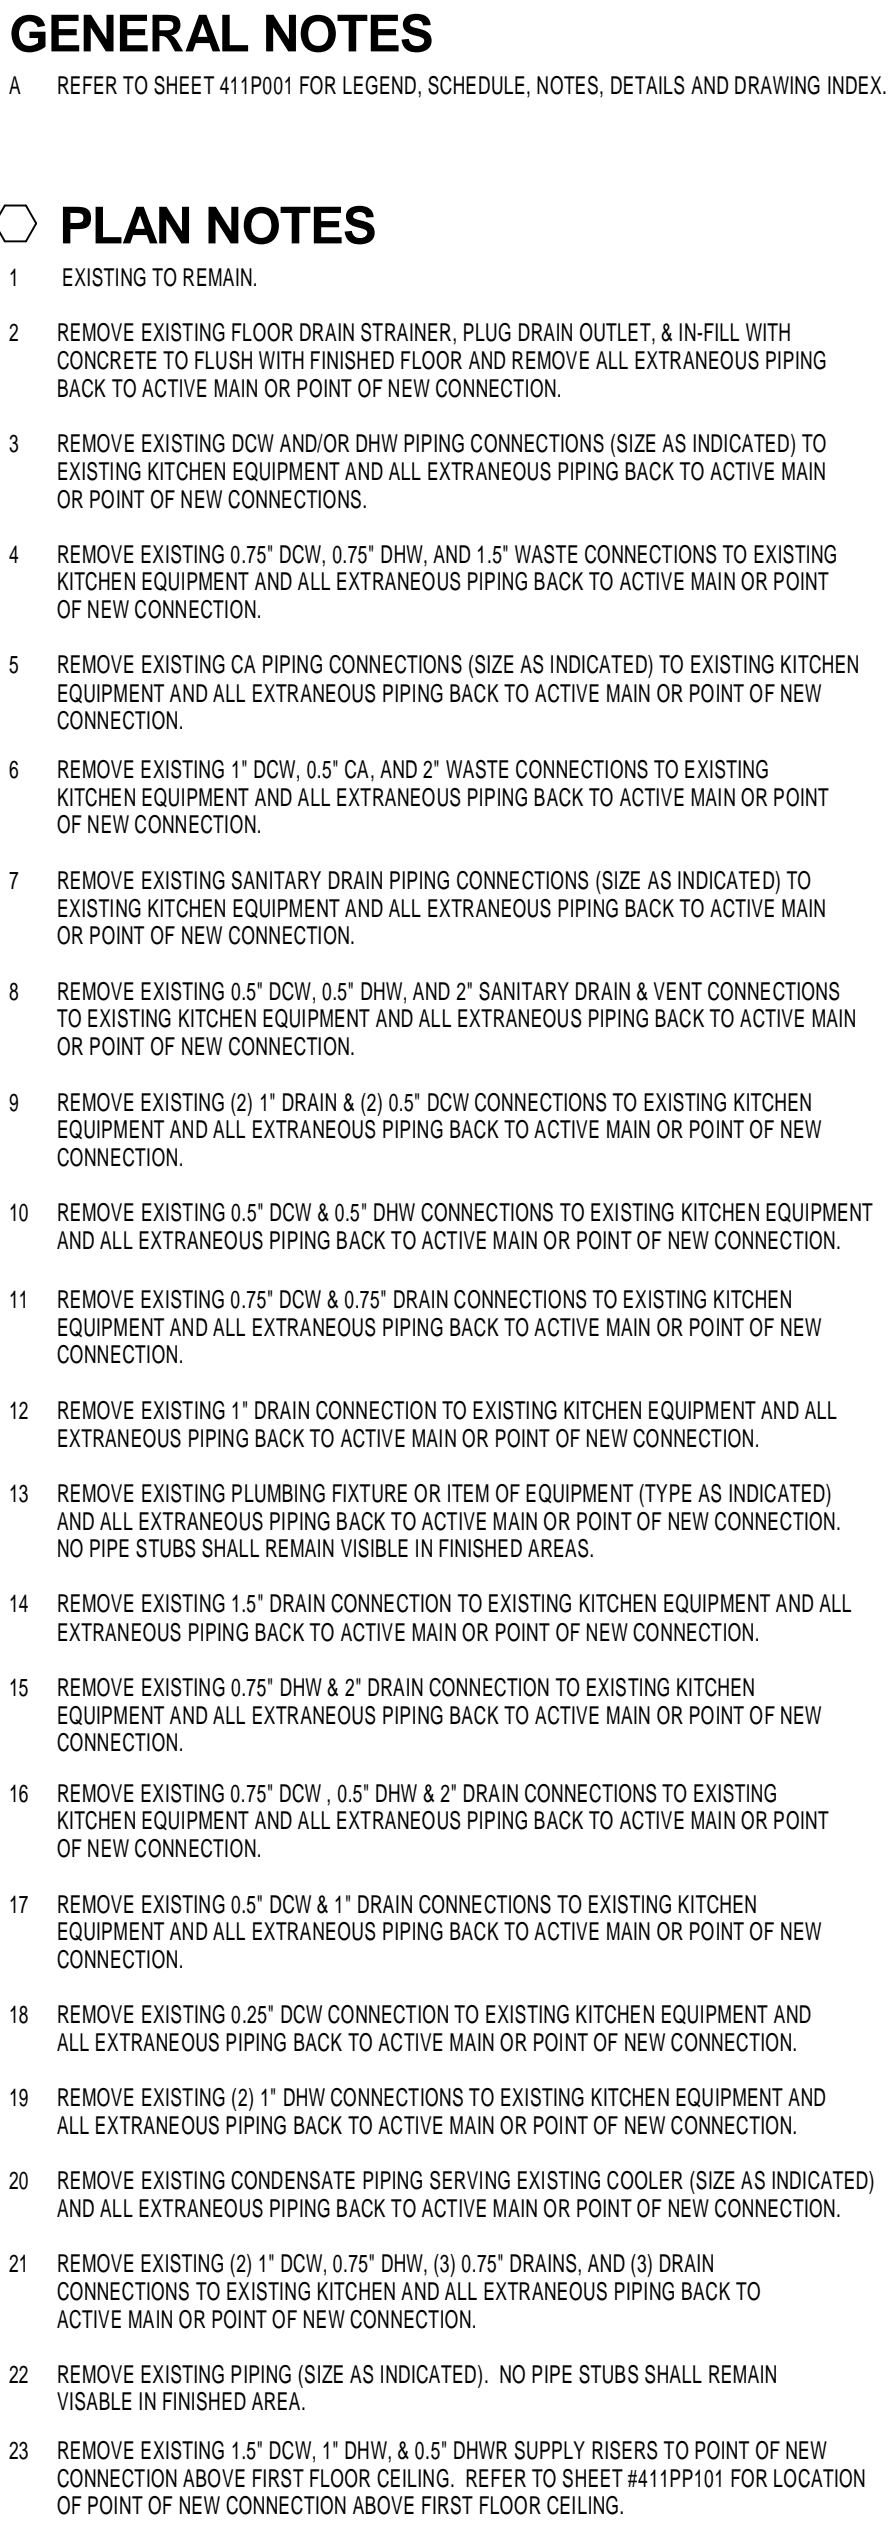 GENERAL NOTES
A REFER TO SHEET 411P001 FOR LEGEND, SCHEDULE, NOTES, DETAILS AND DRAWING INDEX.
PLAN NOTES
1 EXISTING TO REMAIN.
2 REMOVE EXISTING FLOOR DRAIN STRAINER, PLUG DRAIN OUTLET, & IN-FILL WITH
CONCRETE TO FLUSH WITH FINISHED FLOOR AND REMOVE ALL EXTRANEOUS PIPING
BACK TO ACTIVE MAIN OR POINT OF NEW CONNECTION.
3 REMOVE EXISTING DCW AND/OR DHW PIPING CONNECTIONS (SIZE AS INDICATED) TO
EXISTING KITCHEN EQUIPMENT AND ALL EXTRANEOUS PIPING BACK TO ACTIVE MAIN
OR POINT OF NEW CONNECTIONS.
4 REMOVE EXISTING 0.75" DCW, 0.75" DHW, AND 1.5" WASTE CONNECTIONS TO EXISTING
KITCHEN EQUIPMENT AND ALL EXTRANEOUS PIPING BACK TO ACTIVE MAIN OR POINT
OF NEW CONNECTION.
5 REMOVE EXISTING CA PIPING CONNECTIONS (SIZE AS INDICATED) TO EXISTING KITCHEN
EQUIPMENT AND ALL EXTRANEOUS PIPING BACK TO ACTIVE MAIN OR POINT OF NEW
CONNECTION.
6 REMOVE EXISTING 1" DCW, 0.5" CA, AND 2" WASTE CONNECTIONS TO EXISTING
KITCHEN EQUIPMENT AND ALL EXTRANEOUS PIPING BACK TO ACTIVE MAIN OR POINT
OF NEW CONNECTION.
7 REMOVE EXISTING SANITARY DRAIN PIPING CONNECTIONS (SIZE AS INDICATED) TO
EXISTING KITCHEN EQUIPMENT AND ALL EXTRANEOUS PIPING BACK TO ACTIVE MAIN
OR POINT OF NEW CONNECTION.
8 REMOVE EXISTING 0.5" DCW, 0.5" DHW, AND 2" SANITARY DRAIN & VENT CONNECTIONS
TO EXISTING KITCHEN EQUIPMENT AND ALL EXTRANEOUS PIPING BACK TO ACTIVE MAIN
OR POINT OF NEW CONNECTION.
9 REMOVE EXISTING (2) 1" DRAIN & (2) 0.5" DCW CONNECTIONS TO EXISTING KITCHEN
EQUIPMENT AND ALL EXTRANEOUS PIPING BACK TO ACTIVE MAIN OR POINT OF NEW
CONNECTION.
10 REMOVE EXISTING 0.5" DCW & 0.5" DHW CONNECTIONS TO EXISTING KITCHEN EQUIPMENT
AND ALL EXTRANEOUS PIPING BACK TO ACTIVE MAIN OR POINT OF NEW CONNECTION.
11 REMOVE EXISTING 0.75" DCW & 0.75" DRAIN CONNECTIONS TO EXISTING KITCHEN
EQUIPMENT AND ALL EXTRANEOUS PIPING BACK TO ACTIVE MAIN OR POINT OF NEW
CONNECTION.
12 REMOVE EXISTING 1" DRAIN CONNECTION TO EXISTING KITCHEN EQUIPMENT AND ALL
EXTRANEOUS PIPING BACK TO ACTIVE MAIN OR POINT OF NEW CONNECTION.
13 REMOVE EXISTING PLUMBING FIXTURE OR ITEM OF EQUIPMENT (TYPE AS INDICATED)
AND ALL EXTRANEOUS PIPING BACK TO ACTIVE MAIN OR POINT OF NEW CONNECTION.
NO PIPE STUBS SHALL REMAIN VISIBLE IN FINISHED AREAS.
14 REMOVE EXISTING 1.5" DRAIN CONNECTION TO EXISTING KITCHEN EQUIPMENT AND ALL
EXTRANEOUS PIPING BACK TO ACTIVE MAIN OR POINT OF NEW CONNECTION.
15 REMOVE EXISTING 0.75" DHW & 2" DRAIN CONNECTION TO EXISTING KITCHEN
EQUIPMENT AND ALL EXTRANEOUS PIPING BACK TO ACTIVE MAIN OR POINT OF NEW
CONNECTION.
16 REMOVE EXISTING 0.75" DCW , 0.5" DHW & 2" DRAIN CONNECTIONS TO EXISTING
KITCHEN EQUIPMENT AND ALL EXTRANEOUS PIPING BACK TO ACTIVE MAIN OR POINT
OF NEW CONNECTION.
17 REMOVE EXISTING 0.5" DCW & 1" DRAIN CONNECTIONS TO EXISTING KITCHEN
EQUIPMENT AND ALL EXTRANEOUS PIPING BACK TO ACTIVE MAIN OR POINT OF NEW
CONNECTION.
18 REMOVE EXISTING 0.25" DCW CONNECTION TO EXISTING KITCHEN EQUIPMENT AND
ALL EXTRANEOUS PIPING BACK TO ACTIVE MAIN OR POINT OF NEW CONNECTION.
19 REMOVE EXISTING (2) 1" DHW CONNECTIONS TO EXISTING KITCHEN EQUIPMENT AND
ALL EXTRANEOUS PIPING BACK TO ACTIVE MAIN OR POINT OF NEW CONNECTION.
20 REMOVE EXISTING CONDENSATE PIPING SERVING EXISTING COOLER (SIZE AS INDICATED)
AND ALL EXTRANEOUS PIPING BACK TO ACTIVE MAIN OR POINT OF NEW CONNECTION.
21 REMOVE EXISTING (2) 1" DCW, 0.75" DHW, (3) 0.75" DRAINS, AND (3) DRAIN
CONNECTIONS TO EXISTING KITCHEN AND ALL EXTRANEOUS PIPING BACK TO
ACTIVE MAIN OR POINT OF NEW CONNECTION.
22 REMOVE EXISTING PIPING (SIZE AS INDICATED). NO PIPE STUBS SHALL REMAIN
VISABLE IN FINISHED AREA.
23 REMOVE EXISTING 1.5" DCW, 1" DHW, & 0.5" DHWR SUPPLY RISERS TO POINT OF NEW
CONNECTION ABOVE FIRST FLOOR CEILING. REFER TO SHEET #411PP101 FOR LOCATION
OF POINT OF NEW CONNECTION ABOVE FIRST FLOOR CEILING.